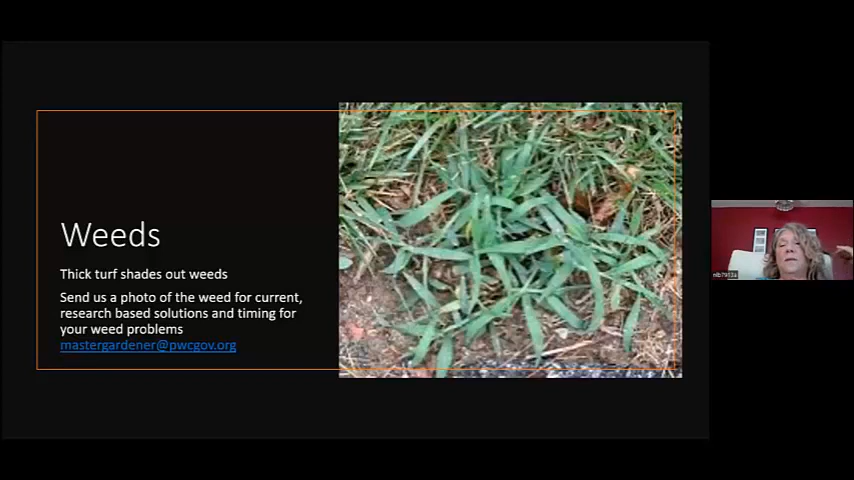 Weeds
Thick turf shades out weeds
Send us a photo of the weed for current,
research based solutions and timing for
your weed problems
mastergardener@pwcgov.org